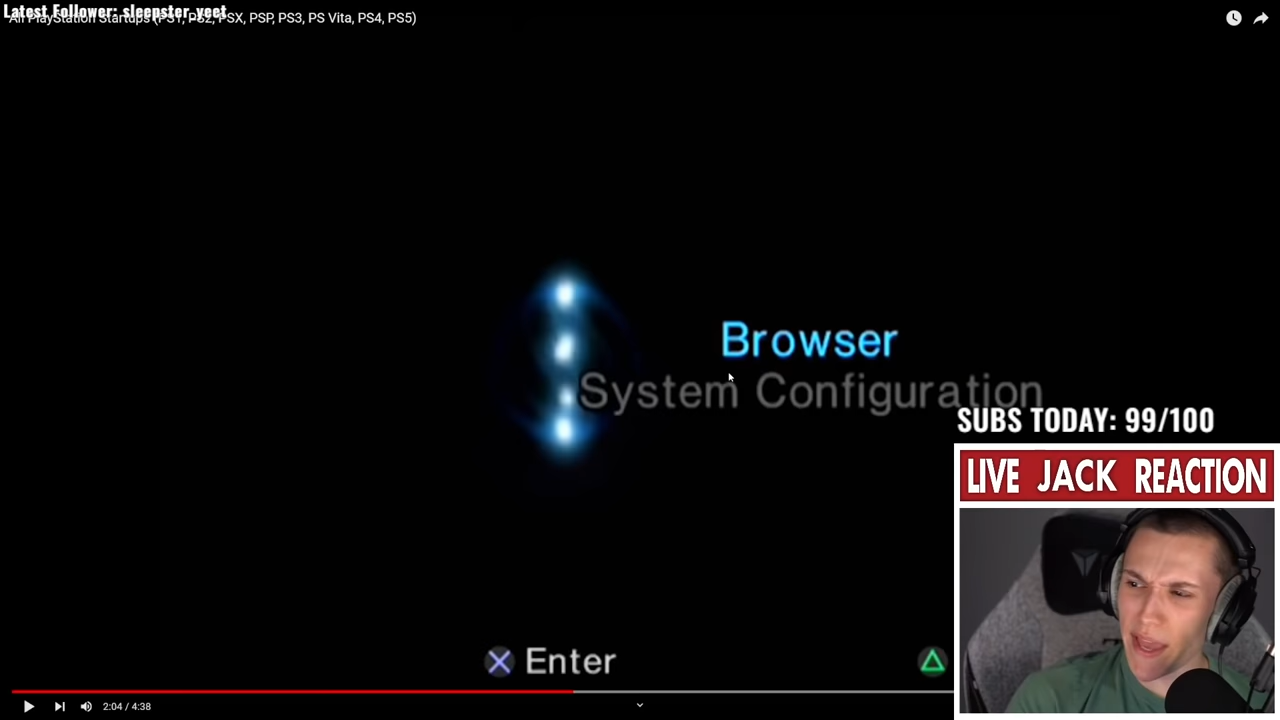 Latest Follower: sleepster_yeet
All PlayStation Startups (PS1, PS2, PSX, PSP, PS3, PS Vita, PS4, PS5)
Browser
System Configuration
SUBS TODAY: 99/100
LIVE JACK REACTION
Enter
2:04 / 4:38